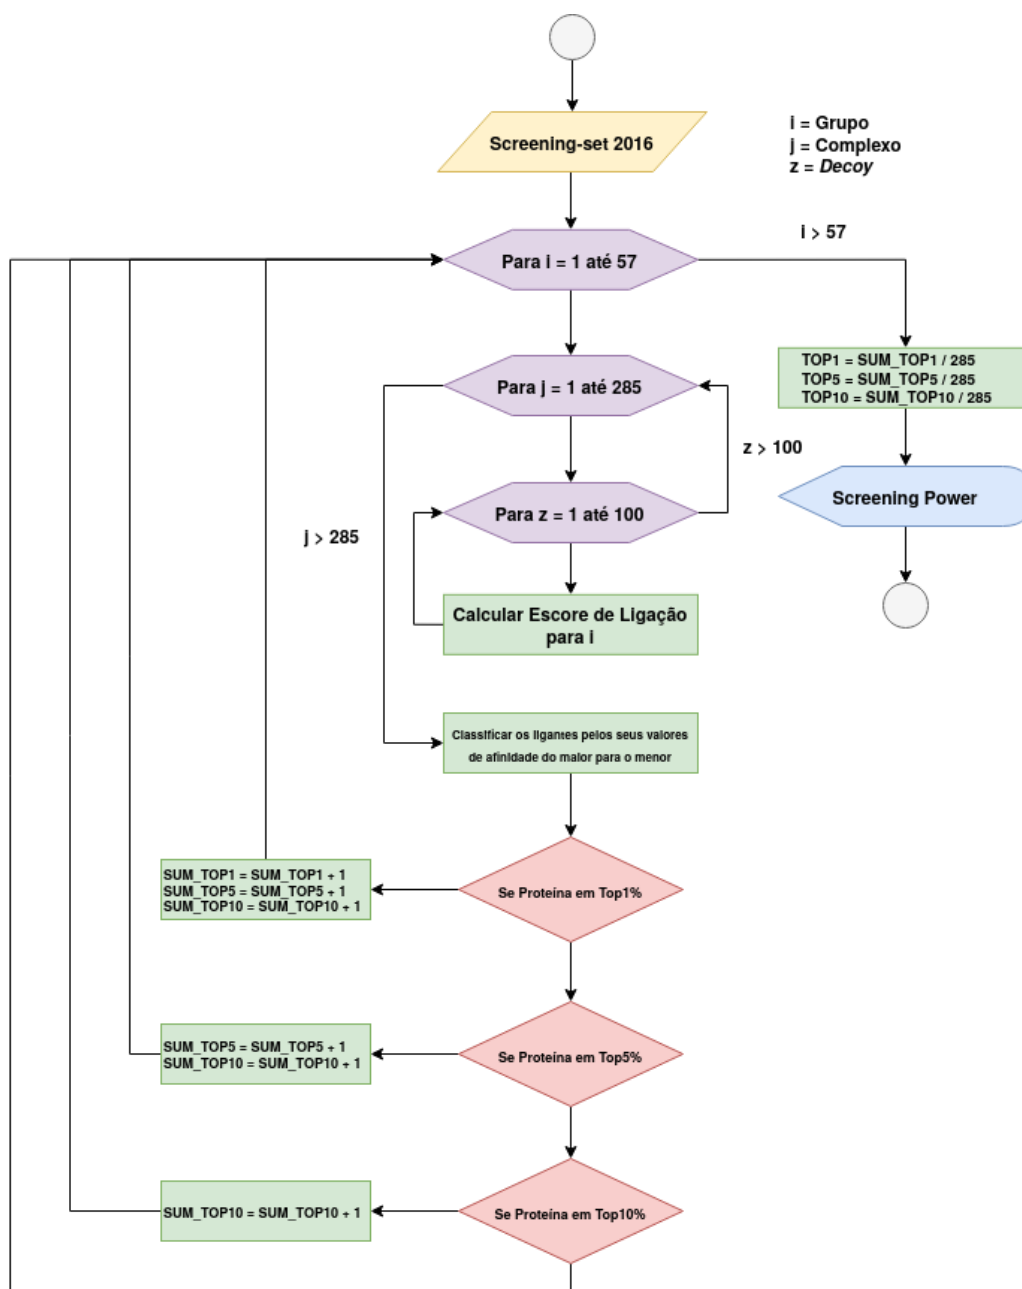 Screening-set 2016
i = Grupo
j = Complexo
z = Decoy
i > 57
Para i = 1 até 57
TOP1 = SUM_TOP1 / 285
TOP5 = SUM_TOP5 / 285
TOP10 = SUM_TOP10 / 285
Para j = 1 até 285
z > 100
Screening Power
Para z = 1 até 100
j > 285
Calcular Escore de Ligação
para i
Classificar os ligantes pelos seus valores
de afinidade do maior para o menor
SUM_TOP1 = SUM_TOP1 + 1
SUM_TOP5 = SUM_TOP5 + 1
SUM_TOP10 = SUM_TOP10 + 1
Se Proteína em Top1%
SUM_TOP5 = SUM_TOP5 + 1
SUM_TOP10 = SUM_TOP10 + 1
Se Proteína em Top5%
SUM_TOP10 = SUM_TOP10 + 1
Se Proteína em Top10%